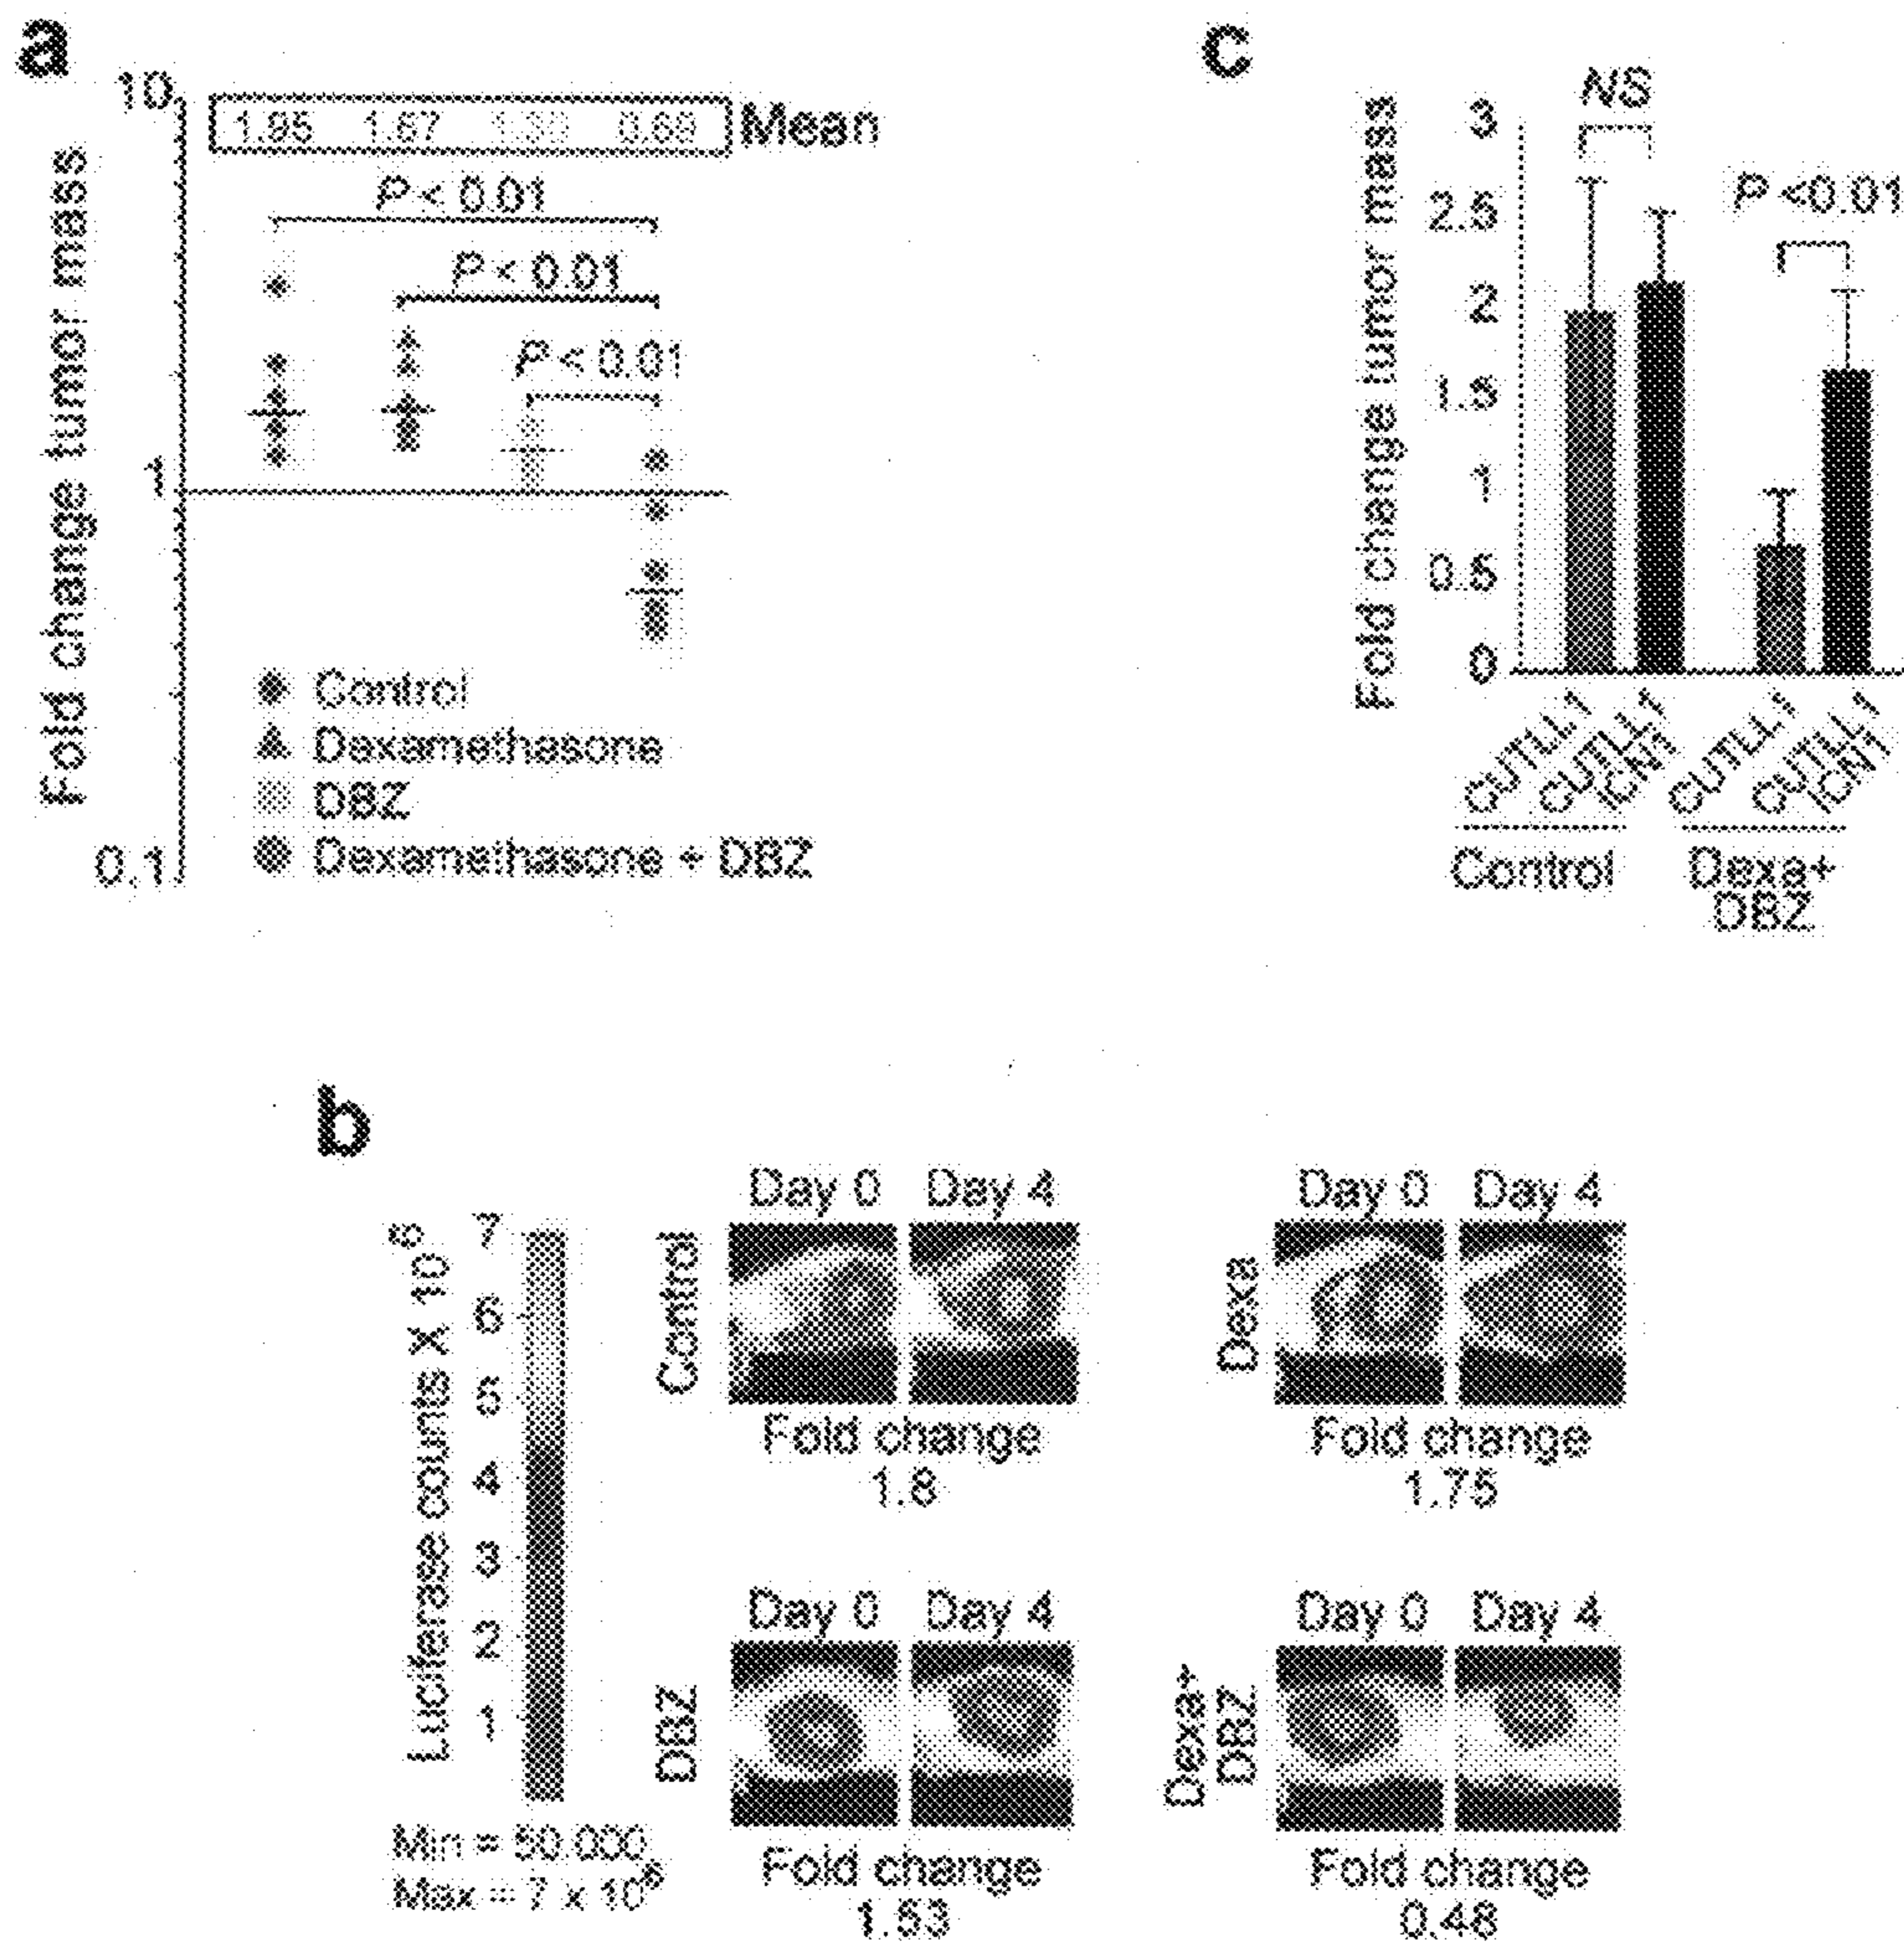 a
10
1.95 1.67 0.69 Mean
P < 0.01
P < 0.01
P < 0.01
1
0.1
Fold change tumor mass
Control
Dexamethasone
DBZ
Dexamethasone + DBZ
c
NS
P <0.01
3
2.5
2
1.5
1
0.5
0
Fold change tumor mass
CUTLL1
CUTLL1
ICN1
CUTLL1
CUTLL1
ICN1
Control
Dexa+
DBZ
b
Luciferase counts X 10⁶
7
6
5
4
3
2
1
Min = 50.000
Max = 7 x 10⁶
Day 0 Day 4
Control
Fold change
1.8
Day 0 Day 4
Dexa
Fold change
1.75
Day 0 Day 4
DBZ
Fold change
1.53
Day 0 Day 4
Dexa+
DBZ
Fold change
0.48